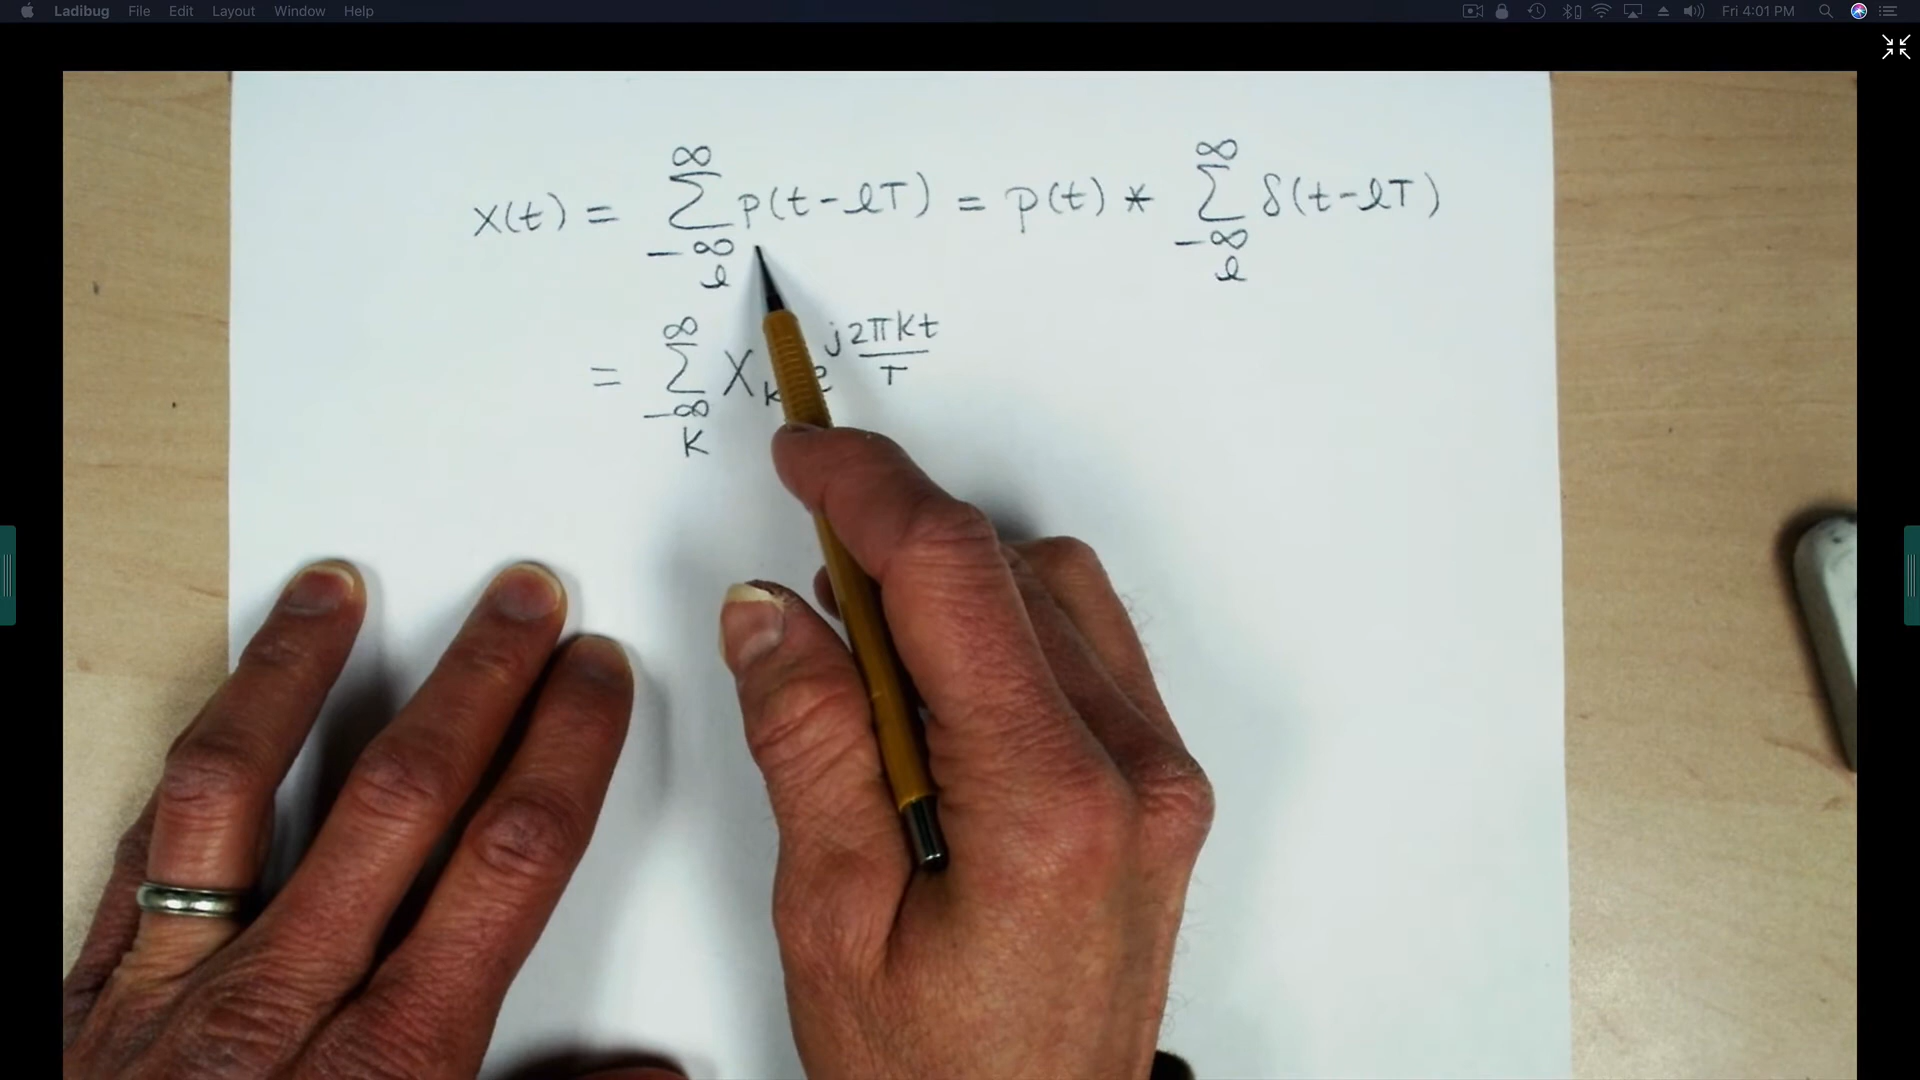 Ladibug File Edit Layout Window Help Fri 4:01 PM
x(t) = ∞ Σ -∞ l p(t-lT) = p(t) * ∞ Σ -∞ l δ(t-lT)
= ∞ Σ -∞ k X_k e^(j2πkt/T)